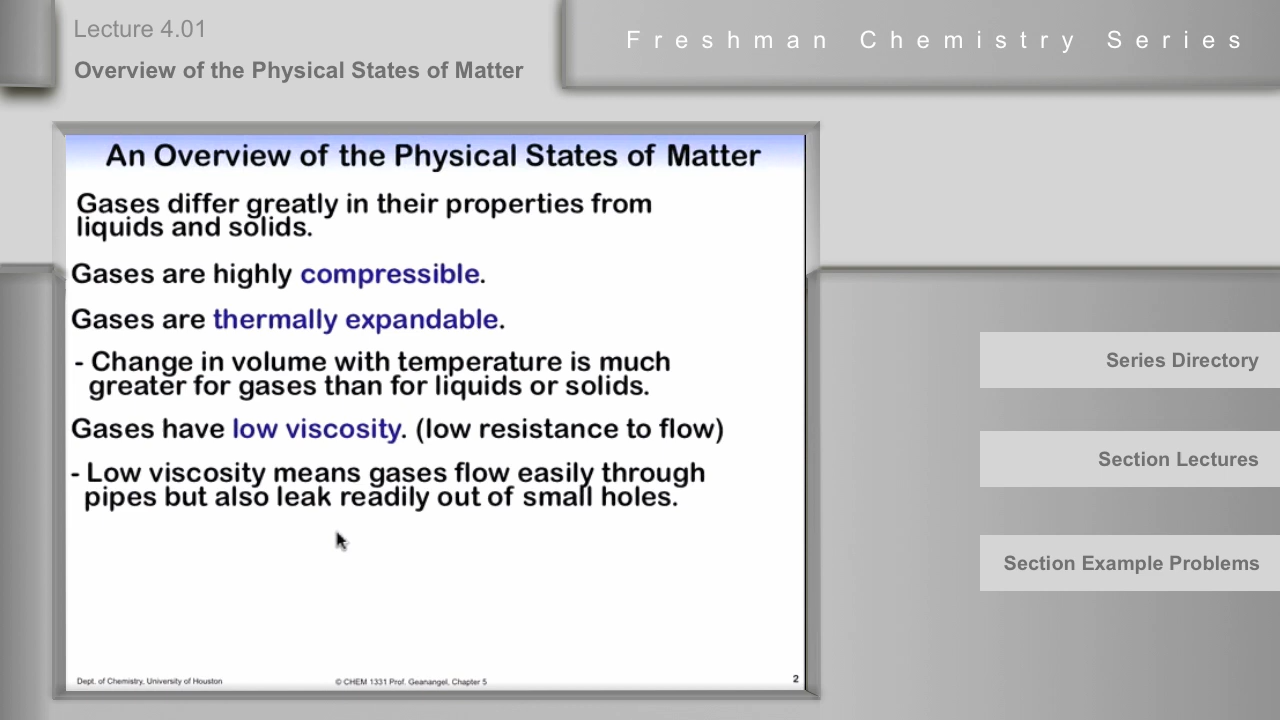 Lecture 4.01
Overview of the Physical States of Matter
Freshman Chemistry Series
An Overview of the Physical States of Matter
Gases differ greatly in their properties from
liquids and solids.
Gases are highly compressible.
Gases are thermally expandable.
- Change in volume with temperature is much
greater for gases than for liquids or solids.
Gases have low viscosity. (low resistance to flow)
- Low viscosity means gases flow easily through
pipes but also leak readily out of small holes.
Dept. of Chemistry, University of Houston
© CHEM 1331 Prof. Geanangel, Chapter 5
2
Series Directory
Section Lectures
Section Example Problems